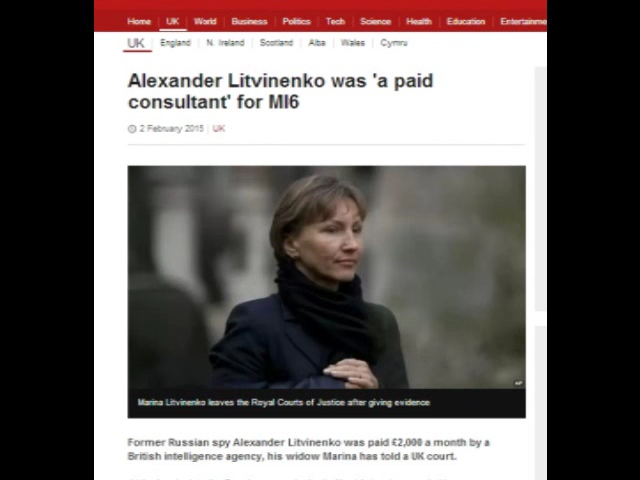 Home UK World Business Politics Tech Science Health Education Entertainme
UK England N. Ireland Scotland Alba Wales Cymru
Alexander Litvinenko was 'a paid
consultant' for MI6
2 February 2015 UK
AP
Marina Litvinenko leaves the Royal Courts of Justice after giving evidence
Former Russian spy Alexander Litvinenko was paid £2,000 a month by a
British intelligence agency, his widow Marina has told a UK court.